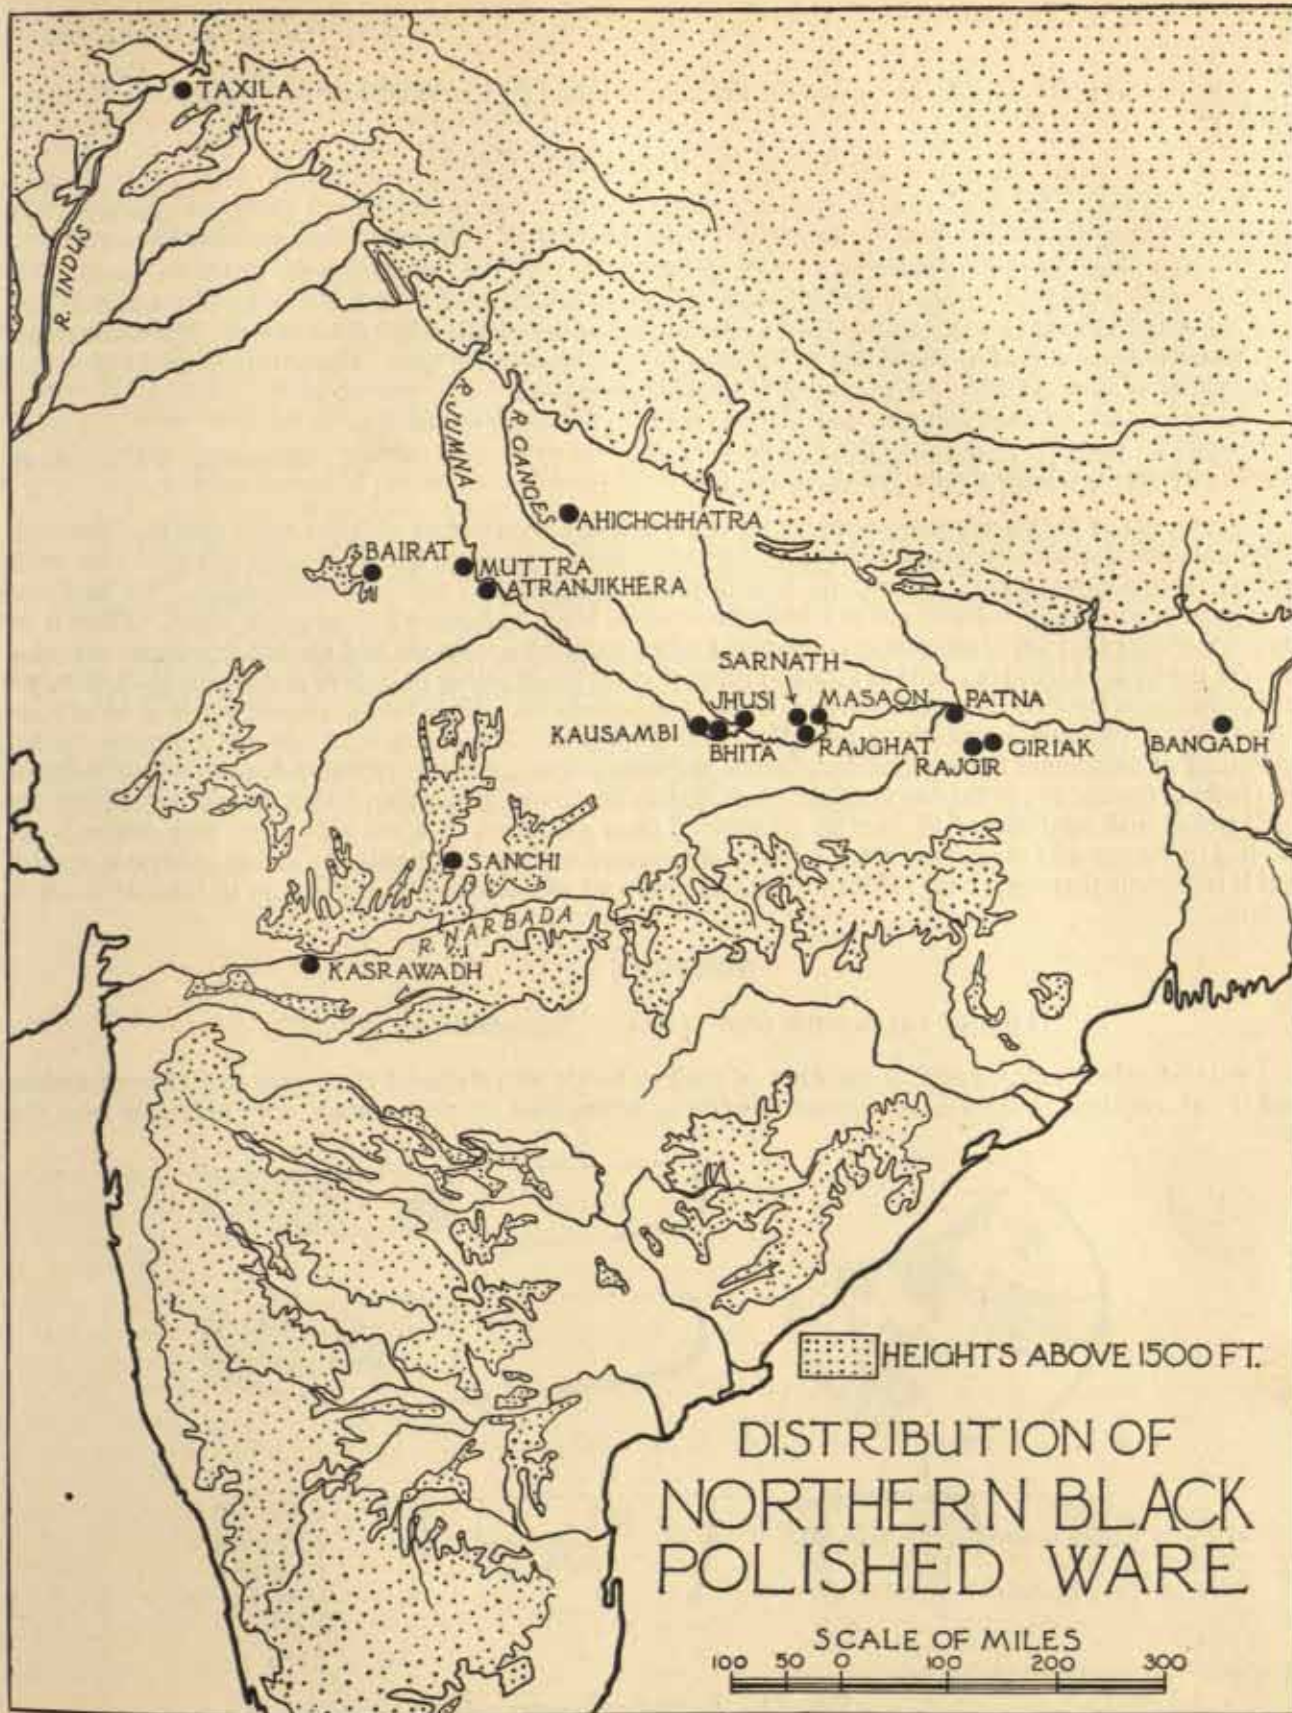 TAXILA
R. INDUS
R. JUMNA
R. GANGES
AHICHCHHATRA
BAIRAT
MUTTRA
ATRANJIKHERA
SARNATH
JHUSI
MASAON
PATNA
KAUSAMBI
BHITA
RAJGHAT
GIRIAK
RAJGIR
BANGADH
SANCHI
R. NARBADA
KASRAWADH
HEIGHTS ABOVE 1500 FT.
DISTRIBUTION OF
NORTHERN BLACK
POLISHED WARE
SCALE OF MILES
100 50 0 100 200 300